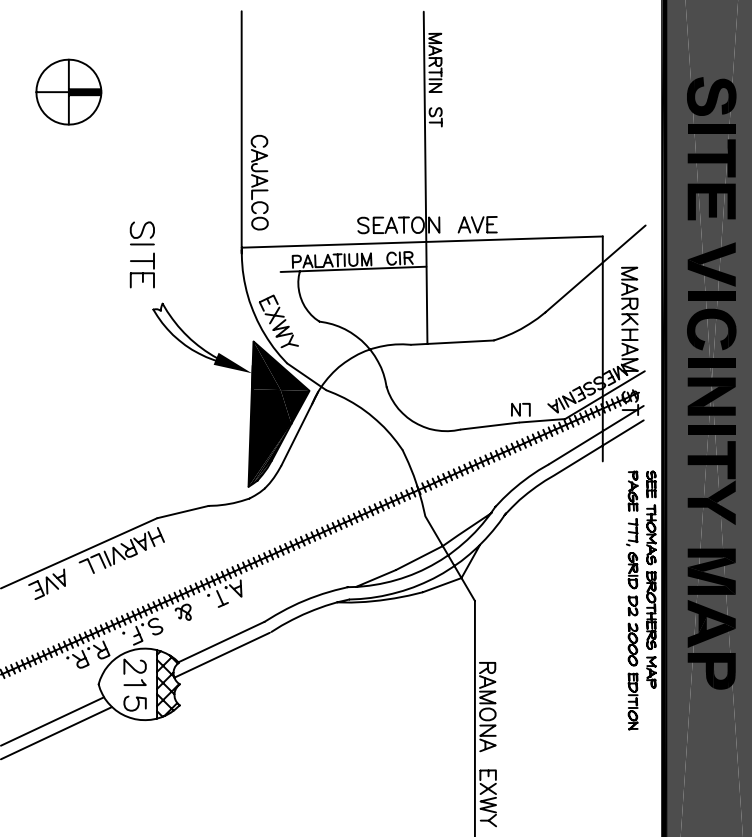 SITE VICINITY MAP
SEE THOMAS BROTHERS MAP
PAGE 777, GRID D2 2000 EDITION
MARKHAM ST
MESSENIA LN
MARTIN ST
SEATON AVE
PALATIUM CIR
CAJALCO
EXWY
SITE
RAMONA EXWY
HARVILL AVE
A.T. & S.F. R.R.
215